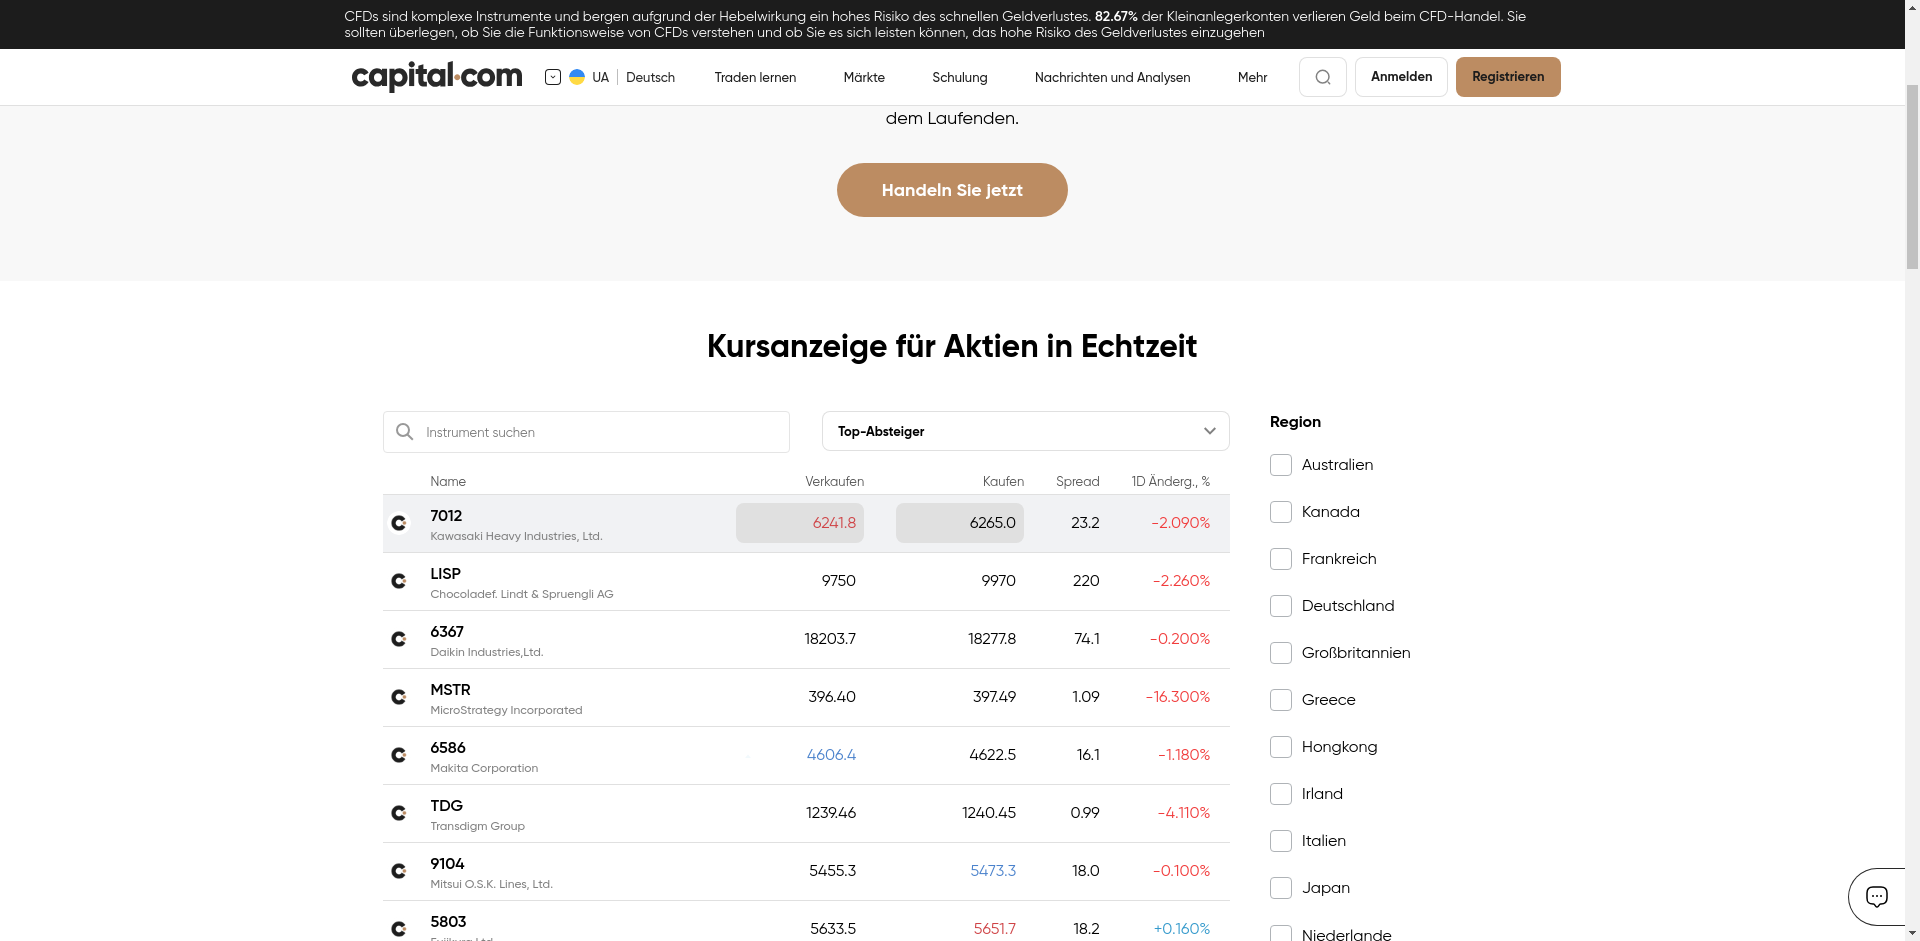 CFDs sind komplexe Instrumente und bergen aufgrund der Hebelwirkung ein hohes Risiko des schnellen Geldverlustes. 82.67% der Kleinanlegerkonten verlieren Geld beim CFD-Handel. Sie
sollten überlegen, ob Sie die Funktionsweise von CFDs verstehen und ob Sie es sich leisten können, das hohe Risiko des Geldverlustes einzugehen
capital.com UA Deutsch Traden lernen Märkte Schulung Nachrichten und Analysen Mehr Anmelden Registrieren
dem Laufenden.
Handeln Sie jetzt
Kursanzeige für Aktien in Echtzeit
Instrument suchen Top-Absteiger
Name Verkaufen Kaufen Spread 1D Änderg., %
7012 6241.8 6265.0 23.2 -2.090%
Kawasaki Heavy Industries, Ltd.
LISP 9750 9970 220 -2.260%
Chocoladef. Lindt & Spruengli AG
6367 18203.7 18277.8 74.1 -0.200%
Daikin Industries,Ltd.
MSTR 396.40 397.49 1.09 -16.300%
MicroStrategy Incorporated
6586 4606.4 4622.5 16.1 -1.180%
Makita Corporation
TDG 1239.46 1240.45 0.99 -4.110%
Transdigm Group
9104 5455.3 5473.3 18.0 -0.100%
Mitsui O.S.K. Lines, Ltd.
5803 5633.5 5651.7 18.2 +0.160%
Region
Australien
Kanada
Frankreich
Deutschland
Großbritannien
Greece
Hongkong
Irland
Italien
Japan
Niederlande